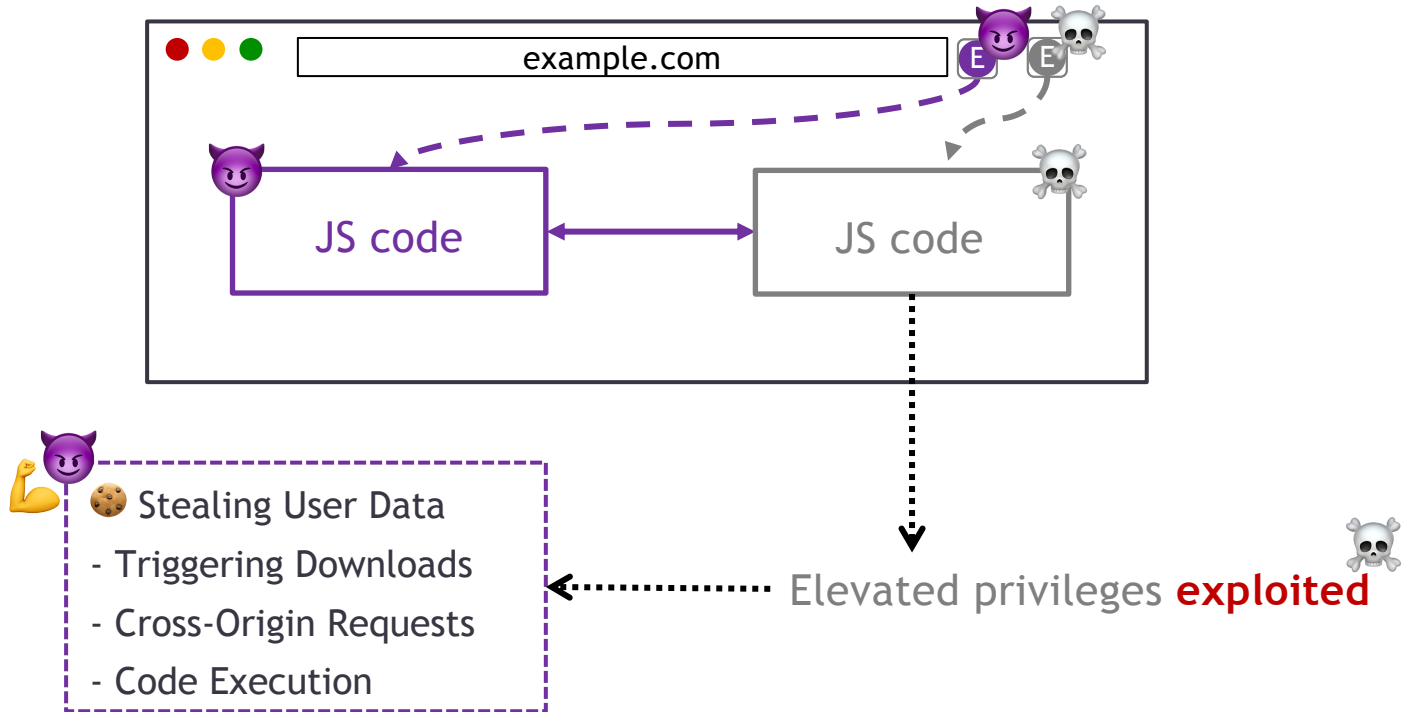 example.com
E
E
JS code
JS code
Stealing User Data
- Triggering Downloads
- Cross-Origin Requests
- Code Execution
Elevated privileges exploited